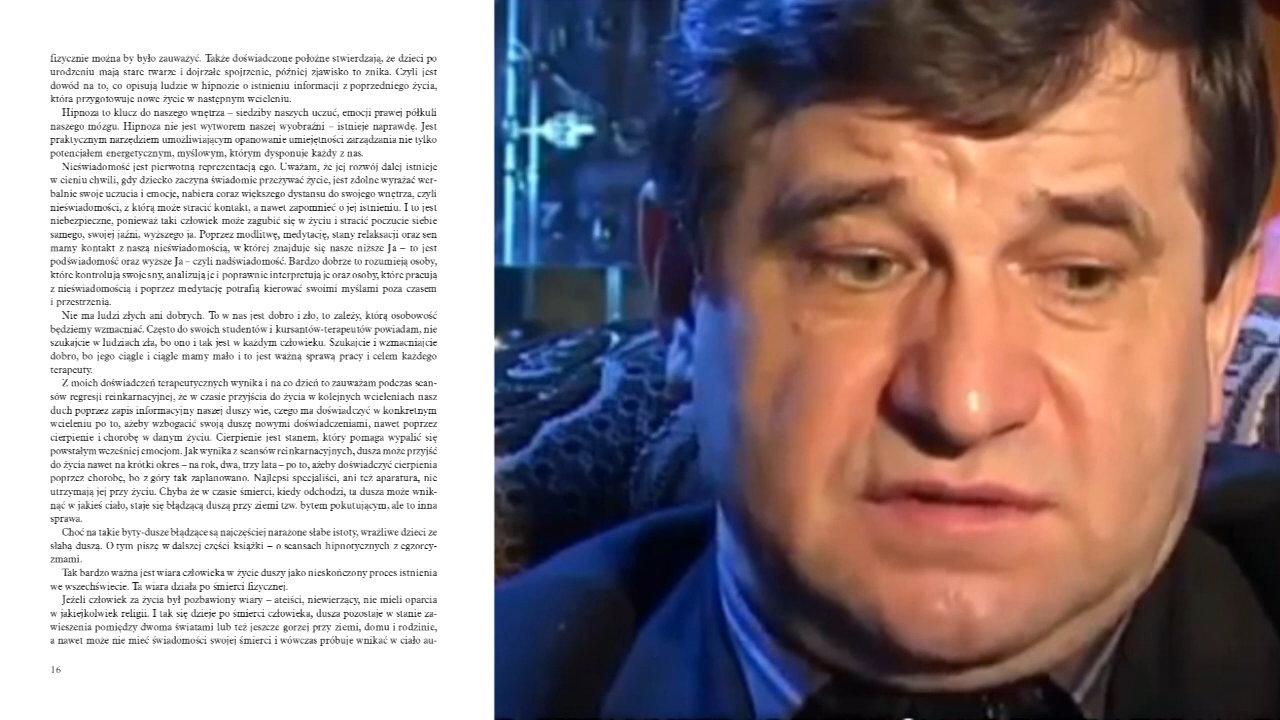 fizycznie można by było zauważyć. Także doświadczone położne stwierdzają, że dzieci po
urodzeniu mają stare twarze i dojrzałe spojrzenie, później zjawisko to znika. Czyli jest
dowód na to, co opisują ludzie w hipnozie o istnieniu informacji z poprzedniego życia,
która przygotowuje nowe życie w następnym wcieleniu.
Hipnoza to klucz do naszego wnętrza – siedziby naszych uczuć, emocji prawej półkuli
naszego mózgu. Hipnoza nie jest wytworem naszej wyobraźni – istnieje naprawdę. Jest
praktycznym narzędziem umożliwiającym opanowanie umiejętności zarządzania nie tylko
potencjałem energetycznym, myślowym, którym dysponuje każdy z nas.
Nieświadomość jest pierwotną reprezentacją ego. Uważam, że jej rozwój dalej istnieje
w cieniu chwili, gdy dziecko zaczyna świadomie przeżywać życie, jest zdolne wyrażać wer-
balnie swoje uczucia i emocje, nabiera coraz większego dystansu do swojego wnętrza, czyli
nieświadomości, z którą może stracić kontakt, a nawet zapomnieć o jej istnieniu. I to jest
niebezpieczne, ponieważ taki człowiek może zagubić się w życiu i stracić poczucie siebie
samego, swojej jaźni, wyższego ja. Poprzez modlitwę, medytację, stany relaksacji oraz sen
mamy kontakt z naszą nieświadomością, w której znajduje się nasze niższe Ja – to jest
podświadomość oraz wyższe Ja – czyli nadświadomość. Bardzo dobrze to rozumieją osoby,
które kontrolują swoje sny, analizują je i poprawnie interpretują je oraz osoby, które pracują
z nieświadomością i poprzez medytację potrafią kierować swoimi myślami poza czasem
i przestrzenią.
Nie ma ludzi złych ani dobrych. To w nas jest dobro i zło, to zależy, którą osobowość
będziemy wzmacniać. Często do swoich studentów i kursantów-terapeutów powiadam, nie
szukajcie w ludziach zła, bo ono i tak jest w każdym człowieku. Szukajcie i wzmacniajcie
dobro, bo jego ciągle i ciągle mamy mało i to jest ważną sprawą pracy i celem każdego
terapeuty.
Z moich doświadczeń terapeutycznych wynika i na co dzień to zauważam podczas sean-
sów regresji reinkarnacyjnej, że w czasie przyjścia do życia w kolejnych wcieleniach nasz
duch poprzez zapis informacyjny naszej duszy wie, czego ma doświadczyć w konkretnym
wcieleniu po to, ażeby wzbogacić swoją duszę nowymi doświadczeniami, nawet poprzez
cierpienie i chorobę w danym życiu. Cierpienie jest stanem, który pomaga wypalić się
powstałym wcześniej emocjom. Jak wynika z seansów reinkarnacyjnych, dusza może przyjść
do życia nawet na krótki okres – na rok, dwa, trzy lata – po to, ażeby doświadczyć cierpienia
poprzez chorobę, bo z góry tak zaplanowano. Najlepsi specjaliści, ani też aparatura, nie
utrzymają jej przy życiu. Chyba że w czasie śmierci, kiedy odchodzi, ta dusza może wnik-
nąć w jakieś ciało, staje się błądzącą duszą przy ziemi tzw. bytem pokutującym, ale to inna
sprawa.
Choć na takie byty-dusze błądzące są najczęściej narażone słabe istoty, wrażliwe dzieci ze
słabą duszą. O tym piszę w dalszej części książki – o seansach hipnotycznych z egzorcy-
zmami.
Tak bardzo ważna jest wiara człowieka w życie duszy jako nieskończony proces istnienia
we wszechświecie. Ta wiara działa po śmierci fizycznej.
Jeżeli człowiek za życia był pozbawiony wiary – ateiści, niewierzący, nie mieli oparcia
w jakiejkolwiek religii. I tak się dzieje po śmierci człowieka, dusza pozostaje w stanie za-
wieszenia pomiędzy dwoma światami lub też jeszcze gorzej przy ziemi, domu i rodzinie,
a nawet może nie mieć świadomości swojej śmierci i wówczas próbuje wnikać w ciało au-
16